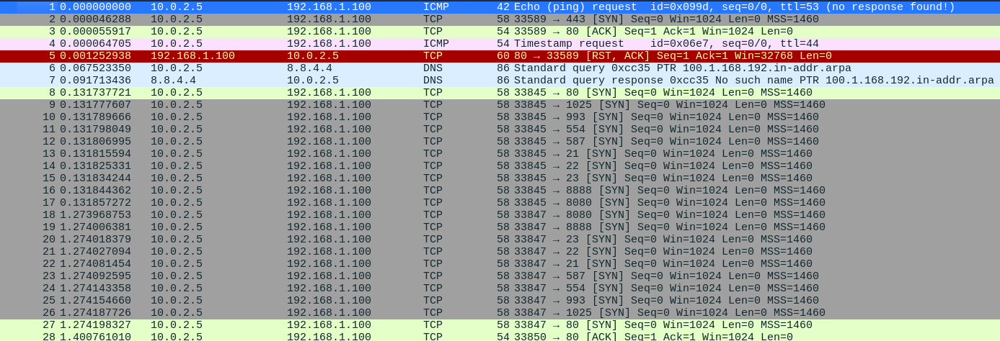 1 0.000000000 10.0.2.5 192.168.1.100 ICMP 42 Echo (ping) request id=0x099d, seq=0/0, ttl=53 (no response found!)
2 0.000046288 10.0.2.5 192.168.1.100 TCP 58 33589 → 443 [SYN] Seq=0 Win=1024 Len=0 MSS=1460
3 0.000055917 10.0.2.5 192.168.1.100 TCP 54 33589 → 80 [ACK] Seq=1 Ack=1 Win=1024 Len=0
4 0.000064705 10.0.2.5 192.168.1.100 ICMP 54 Timestamp request id=0x06e7, seq=0/0, ttl=44
5 0.001252938 192.168.1.100 10.0.2.5 TCP 60 80 → 33589 [RST, ACK] Seq=1 Ack=1 Win=32768 Len=0
6 0.067523350 10.0.2.5 8.8.4.4 DNS 86 Standard query 0xcc35 PTR 100.1.168.192.in-addr.arpa
7 0.091713436 8.8.4.4 10.0.2.5 DNS 86 Standard query response 0xcc35 No such name PTR 100.1.168.192.in-addr.arpa
8 0.131737721 10.0.2.5 192.168.1.100 TCP 58 33845 → 80 [SYN] Seq=0 Win=1024 Len=0 MSS=1460
9 0.131777607 10.0.2.5 192.168.1.100 TCP 58 33845 → 1025 [SYN] Seq=0 Win=1024 Len=0 MSS=1460
10 0.131789666 10.0.2.5 192.168.1.100 TCP 58 33845 → 993 [SYN] Seq=0 Win=1024 Len=0 MSS=1460
11 0.131798049 10.0.2.5 192.168.1.100 TCP 58 33845 → 554 [SYN] Seq=0 Win=1024 Len=0 MSS=1460
12 0.131806995 10.0.2.5 192.168.1.100 TCP 58 33845 → 587 [SYN] Seq=0 Win=1024 Len=0 MSS=1460
13 0.131815594 10.0.2.5 192.168.1.100 TCP 58 33845 → 21 [SYN] Seq=0 Win=1024 Len=0 MSS=1460
14 0.131825331 10.0.2.5 192.168.1.100 TCP 58 33845 → 22 [SYN] Seq=0 Win=1024 Len=0 MSS=1460
15 0.131834244 10.0.2.5 192.168.1.100 TCP 58 33845 → 23 [SYN] Seq=0 Win=1024 Len=0 MSS=1460
16 0.131844362 10.0.2.5 192.168.1.100 TCP 58 33845 → 8888 [SYN] Seq=0 Win=1024 Len=0 MSS=1460
17 0.131857272 10.0.2.5 192.168.1.100 TCP 58 33845 → 8080 [SYN] Seq=0 Win=1024 Len=0 MSS=1460
18 1.273968753 10.0.2.5 192.168.1.100 TCP 58 33847 → 8080 [SYN] Seq=0 Win=1024 Len=0 MSS=1460
19 1.274006381 10.0.2.5 192.168.1.100 TCP 58 33847 → 8888 [SYN] Seq=0 Win=1024 Len=0 MSS=1460
20 1.274018379 10.0.2.5 192.168.1.100 TCP 58 33847 → 23 [SYN] Seq=0 Win=1024 Len=0 MSS=1460
21 1.274027094 10.0.2.5 192.168.1.100 TCP 58 33847 → 22 [SYN] Seq=0 Win=1024 Len=0 MSS=1460
22 1.274081454 10.0.2.5 192.168.1.100 TCP 58 33847 → 21 [SYN] Seq=0 Win=1024 Len=0 MSS=1460
23 1.274092595 10.0.2.5 192.168.1.100 TCP 58 33847 → 587 [SYN] Seq=0 Win=1024 Len=0 MSS=1460
24 1.274143358 10.0.2.5 192.168.1.100 TCP 58 33847 → 554 [SYN] Seq=0 Win=1024 Len=0 MSS=1460
25 1.274154660 10.0.2.5 192.168.1.100 TCP 58 33847 → 993 [SYN] Seq=0 Win=1024 Len=0 MSS=1460
26 1.274187726 10.0.2.5 192.168.1.100 TCP 58 33847 → 1025 [SYN] Seq=0 Win=1024 Len=0 MSS=1460
27 1.274198327 10.0.2.5 192.168.1.100 TCP 58 33847 → 80 [SYN] Seq=0 Win=1024 Len=0 MSS=1460
28 1.400761010 10.0.2.5 192.168.1.100 TCP 54 33850 → 80 [ACK] Seq=1 Ack=1 Win=1024 Len=0